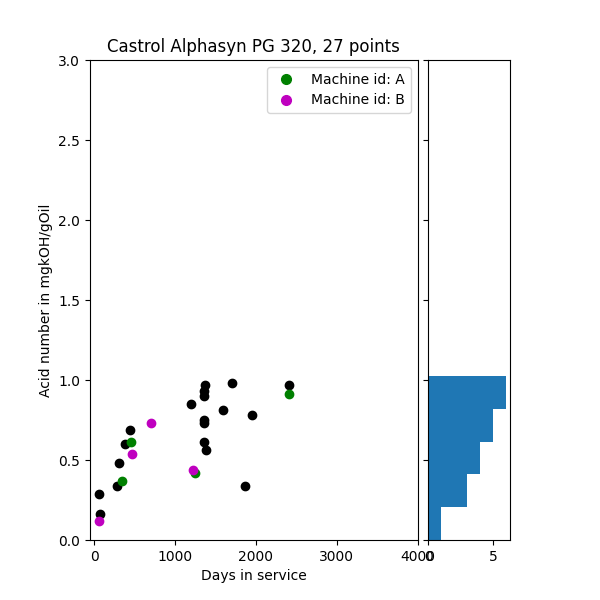 Castrol Alphasyn PG 320, 27 points
Machine id: A
Machine id: B
Acid number in mgkOH/gOil
3.0
2.5
2.0
1.5
1.0
0.5
0.0
0
1000
2000
3000
4000
0
5
Days in service